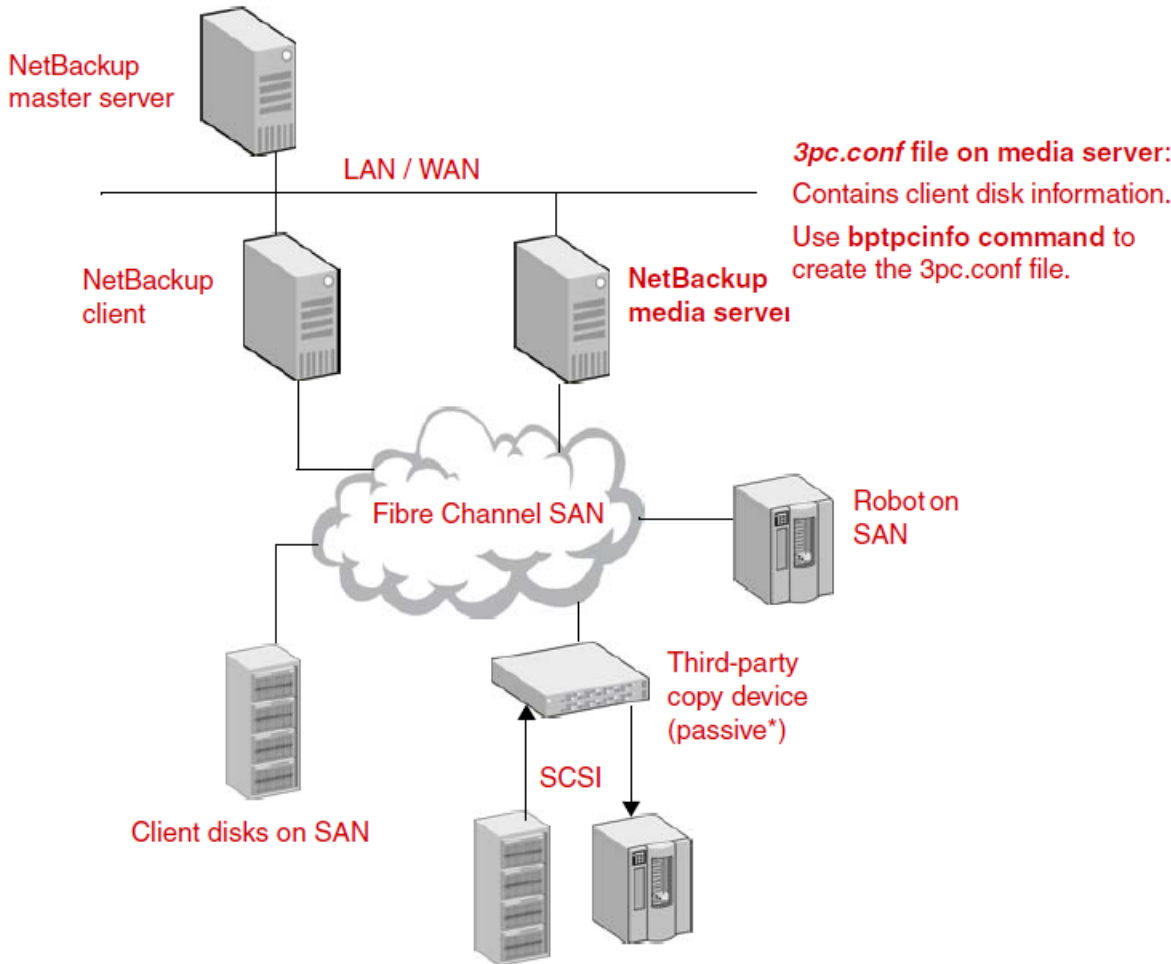 NetBackup
master server
LAN / WAN
3pc.conf file on media server:
Contains client disk information.
Use bptpcinfo command to
create the 3pc.conf file.
NetBackup
client
NetBackup
media server
Fibre Channel SAN
Robot on
SAN
Third-party
copy device
(passive*)
SCSI
Client disks on SAN